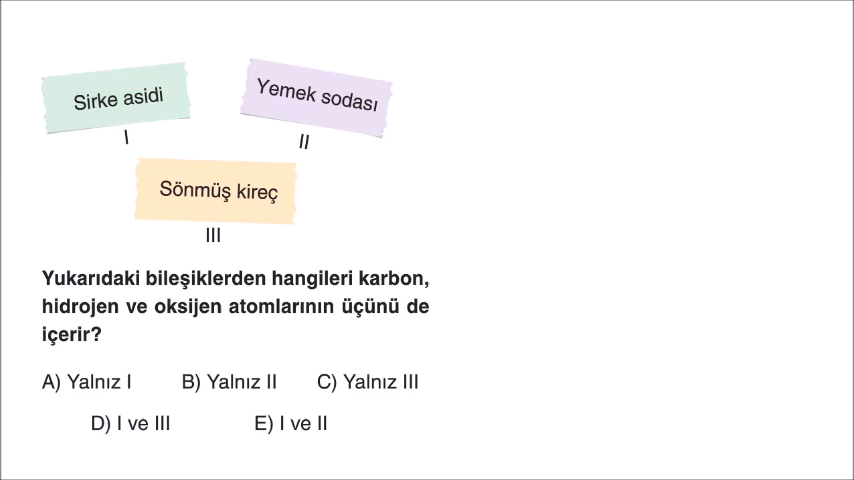 Sirke asidi
I
Yemek sodası
II
Sönmüş kireç
III
Yukarıdaki bileşiklerden hangileri karbon,
hidrojen ve oksijen atomlarının üçünü de
içerir?
A) Yalnız I B) Yalnız II C) Yalnız III
D) I ve III E) I ve II